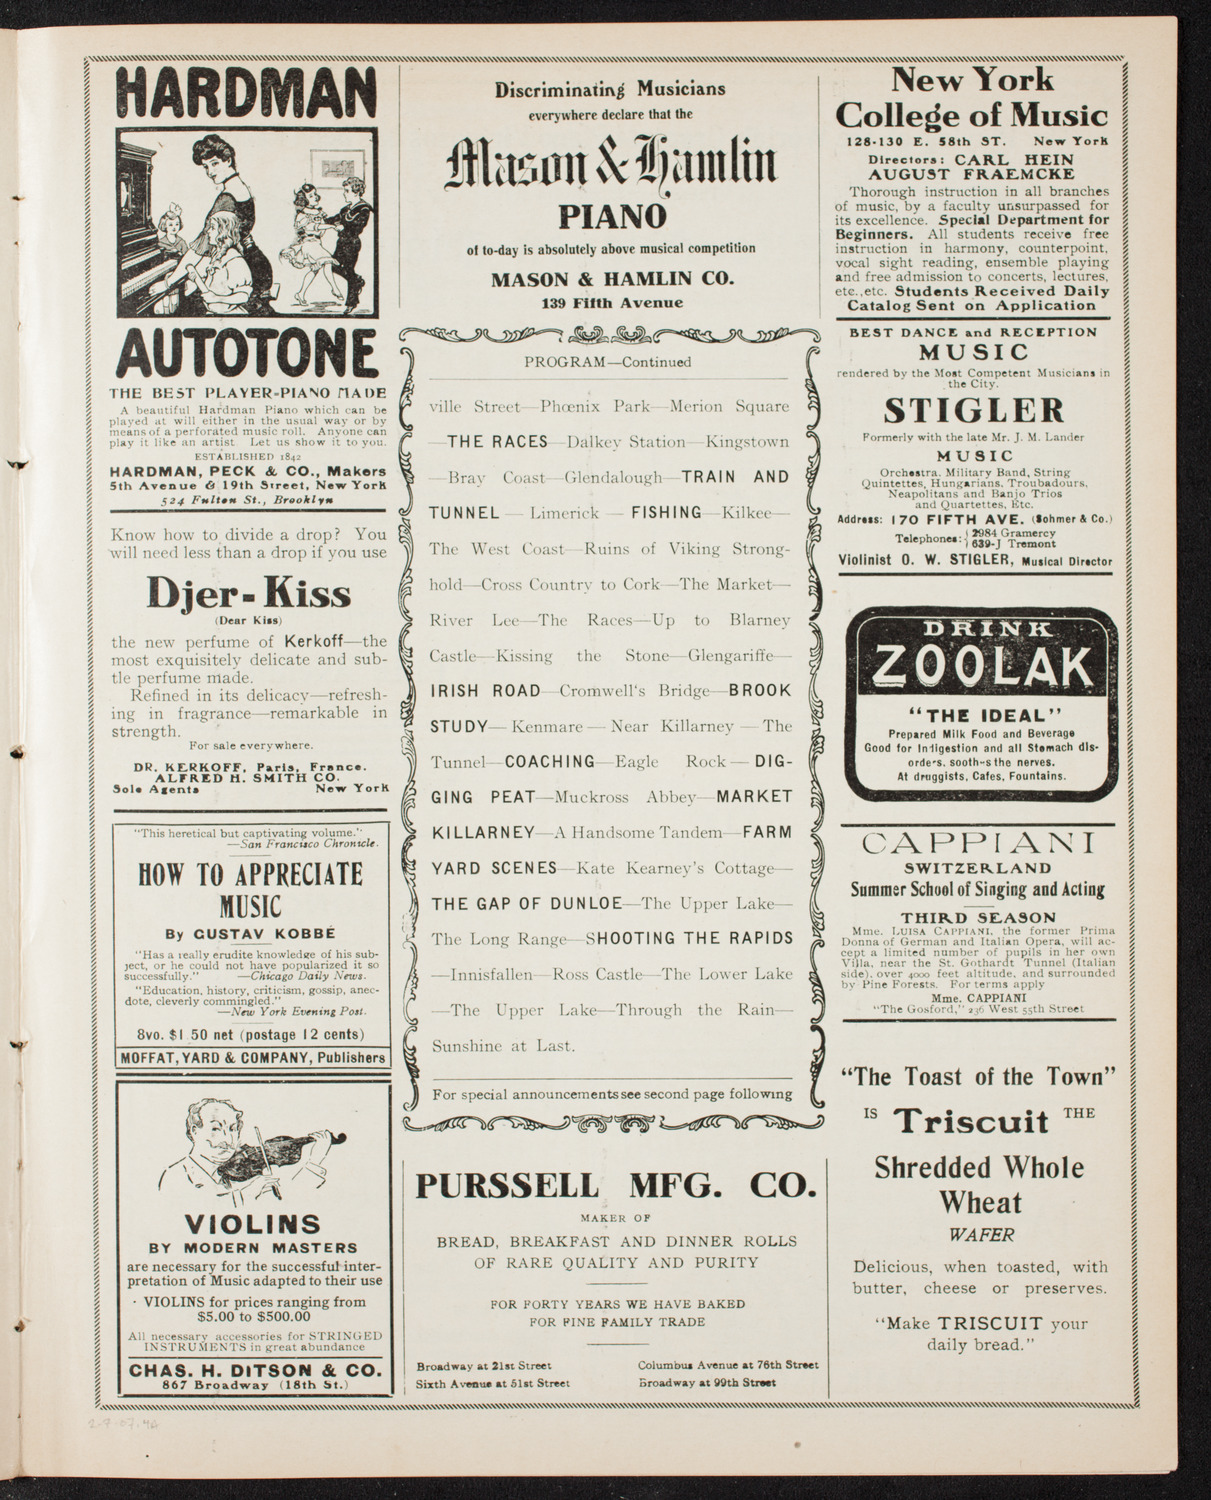 HARDMAN
AUTOTONE
THE BEST PLAYER-PIANO MADE
A beautiful Hardman Piano which can be
played at will either in the usual way or by
means of a perforated music roll. Anyone can
play it like an artist Let us show it to you.
ESTABLISHED 1842
HARDMAN, PECK & CO., Makers
5th Avenue & 19th Street, New York
524 Fulton St., Brooklyn
Know how to divide a drop? You
will need less than a drop if you use
Djer-Kiss
(Dear Kiss)
the new perfume of Kerkoff—the
most exquisitely delicate and sub-
tle perfume made.
Refined in its delicacy—refresh-
ing in fragrance—remarkable in
strength.
For sale everywhere.
DR. KERKOFF, Paris, France.
ALFRED H. SMITH CO.
Sole Agents New York
"This heretical but captivating volume."
—San Francisco Chronicle.
HOW TO APPRECIATE
MUSIC
By GUSTAV KOBBÉ
"Has a really erudite knowledge of his sub-
ject, or he could not have popularized it so
successfully." —Chicago Daily News.
"Education, history, criticism, gossip, anec-
dote, cleverly commingled."
—New York Evening Post.
8vo. $1 50 net (postage 12 cents)
MOFFAT, YARD & COMPANY, Publishers
VIOLINS
BY MODERN MASTERS
are necessary for the successful inter-
pretation of Music adapted to their use
VIOLINS for prices ranging from
$5.00 to $500.00
All necessary accessories for STRINGED
INSTRUMENTS in great abundance
CHAS. H. DITSON & CO.
867 Broadway (18th St.)
2-7-07.4A
Discriminating Musicians
everywhere declare that the
Mason & Hamlin
PIANO
of to-day is absolutely above musical competition
MASON & HAMLIN CO.
139 Fifth Avenue
PROGRAM—Continued
ville Street—Phœnix Park—Merion Square
—THE RACES—Dalkey Station—Kingstown
—Bray Coast—Glendalough—TRAIN AND
TUNNEL—Limerick—FISHING—Kilkee—
The West Coast—Ruins of Viking Strong-
hold—Cross Country to Cork—The Market—
River Lee—The Races—Up to Blarney
Castle—Kissing the Stone—Glengariffe—
IRISH ROAD—Cromwell's Bridge—BROOK
STUDY—Kenmare—Near Killarney—The
Tunnel—COACHING—Eagle Rock—DIG-
GING PEAT—Muckross Abbey—MARKET
KILLARNEY—A Handsome Tandem—FARM
YARD SCENES—Kate Kearney's Cottage—
THE GAP OF DUNLOE—The Upper Lake—
The Long Range—SHOOTING THE RAPIDS
—Innisfallen—Ross Castle—The Lower Lake
—The Upper Lake—Through the Rain—
Sunshine at Last.
For special announcements see second page following
PURSSELL MFG. CO.
MAKER OF
BREAD, BREAKFAST AND DINNER ROLLS
OF RARE QUALITY AND PURITY
FOR FORTY YEARS WE HAVE BAKED
FOR FINE FAMILY TRADE
Broadway at 21st Street Columbus Avenue at 76th Street
Sixth Avenue at 51st Street Broadway at 99th Street
New York
College of Music
128-130 E. 58th ST. New York
Directors: CARL HEIN
AUGUST FRAEMCKE
Thorough instruction in all branches
of music, by a faculty unsurpassed for
its excellence. Special Department for
Beginners. All students receive free
instruction in harmony, counterpoint,
vocal sight reading, ensemble playing
and free admission to concerts, lectures,
etc.,etc. Students Received Daily
Catalog Sent on Application
BEST DANCE and RECEPTION
MUSIC
rendered by the Most Competent Musicians in
the City.
STIGLER
Formerly with the late Mr. J. M. Lander
MUSIC
Orchestra, Military Band, String
Quintettes, Hungarians, Troubadours,
Neapolitans and Banjo Trios
and Quartettes, Etc.
Address: 170 FIFTH AVE. (Sohmer & Co.)
Telephones: 2984 Gramercy
639-J Tremont
Violinist O. W. STIGLER, Musical Director
DRINK
ZOOLAK
"THE IDEAL"
Prepared Milk Food and Beverage
Good for Indigestion and all Stomach dis-
orders, sooth-s the nerves.
At druggists, Cafes, Fountains.
CAPPIANI
SWITZERLAND
Summer School of Singing and Acting
THIRD SEASON
Mme. LUISA CAPPIANI, the former Prima
Donna of German and Italian Opera, will ac-
cept a limited number of pupils in her own
Villa, near the St. Gothardt Tunnel (Italian
side), over 4000 feet altitude, and surrounded
by Pine Forests. For terms apply
Mme. CAPPIANI
"The Gosford," 236 West 55th Street
"The Toast of the Town"
IS Triscuit THE
Shredded Whole
Wheat
WAFER
Delicious, when toasted, with
butter, cheese or preserves.
"Make TRISCUIT your
daily bread."